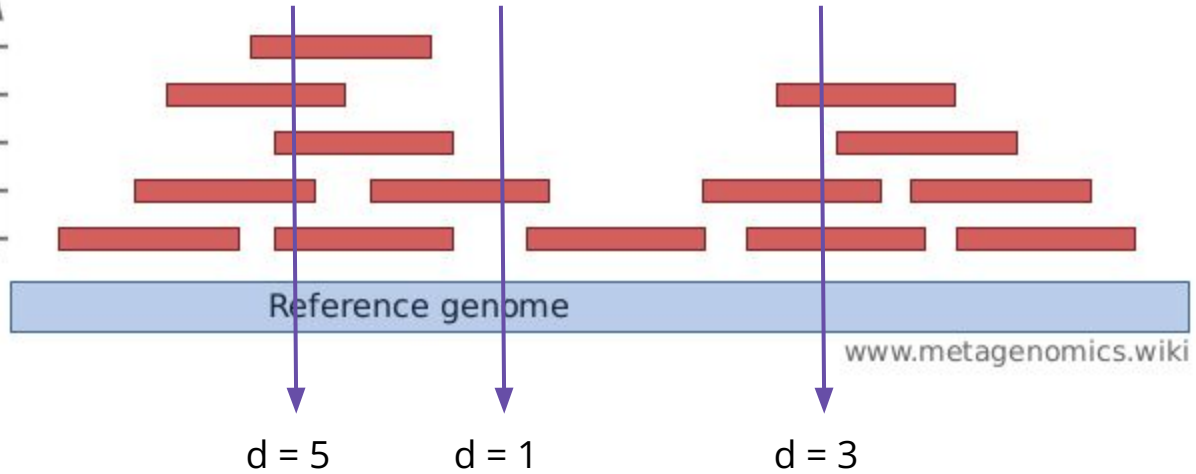 Reference genome
www.metagenomics.wiki
d = 5
d = 1
d = 3